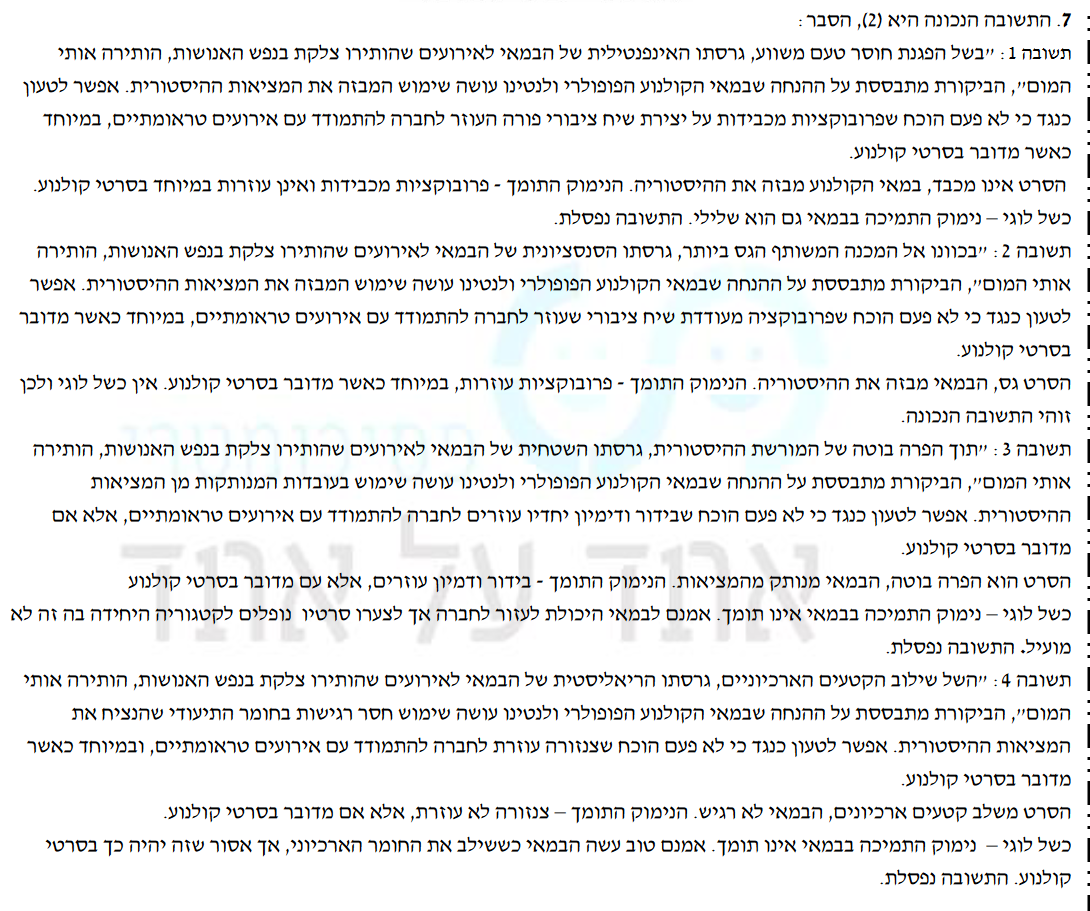 7. התשובה הנכונה היא (2), הסבר:
תשובה 1: "בשל הפגנת חוסר טעם משווע, גרסתו האינפנטילית של הבמאי לאירועים שהותירו צלקת בנפש האנושות, הותירה אותי
המום", הביקורת מתבססת על ההנחה שבמאי הקולנוע הפופולרי ולנטינו עושה שימוש המבזה את המציאות ההיסטורית. אפשר לטעון
כנגד כי לא פעם הוכח שפרובוקציות מכבידות על יצירת שיח ציבורי פורה העוזר לחברה להתמודד עם אירועים טראומתיים, במיוחד
כאשר מדובר בסרטי קולנוע.
הסרט אינו מכבד, במאי הקולנוע מבזה את ההיסטוריה. הנימוק התומך - פרובוקציות מכבידות ואינן עוזרות במיוחד בסרטי קולנוע.
כשל לוגי – נימוק התמיכה בבמאי גם הוא שלילי. התשובה נפסלת.
תשובה 2: "בכוונו אל המכנה המשותף הגס ביותר, גרסתו הסנסציונית של הבמאי לאירועים שהותירו צלקת בנפש האנושות, הותירה
אותי המום", הביקורת מתבססת על ההנחה שבמאי הקולנוע הפופולרי ולנטינו עושה שימוש המבזה את המציאות ההיסטורית. אפשר
לטעון כנגד כי לא פעם הוכח שפרובוקציה מעודדת שיח ציבורי שעוזר לחברה להתמודד עם אירועים טראומתיים, במיוחד כאשר מדובר
בסרטי קולנוע.
הסרט גס, הבמאי מבזה את ההיסטוריה. הנימוק התומך - פרובוקציות עוזרות, במיוחד כאשר מדובר בסרטי קולנוע. אין כשל לוגי ולכן
זוהי התשובה הנכונה.
תשובה 3: "תוך הפרה בוטה של המורשת ההיסטורית, גרסתו השטחית של הבמאי לאירועים שהותירו צלקת בנפש האנושות, הותירה
אותי המום", הביקורת מתבססת על ההנחה שבמאי הקולנוע הפופולרי ולנטינו עושה שימוש בעובדות המנותקות מן המציאות
ההיסטורית. אפשר לטעון כנגד כי לא פעם הוכח שבידור ודימיון יחדיו עוזרים לחברה להתמודד עם אירועים טראומתיים, אלא אם
מדובר בסרטי קולנוע.
הסרט הוא הפרה בוטה, הבמאי מנותק מהמציאות. הנימוק התומך - בידור ודמיון עוזרים, אלא עם מדובר בסרטי קולנוע
כשל לוגי – נימוק התמיכה בבמאי אינו תומך. אמנם לבמאי היכולת לעזור לחברה אך לצערו סרטיו נופלים לקטגוריה היחידה בה זה לא
מועיל. התשובה נפסלת.
תשובה 4: "השל שילוב הקטעים הארכיוניים, גרסתו הריאליסטית של הבמאי לאירועים שהותירו צלקת בנפש האנושות, הותירה אותי
המום", הביקורת מתבססת על ההנחה שבמאי הקולנוע הפופולרי ולנטינו עושה שימוש חסר רגישות בחומר התיעודי שהנציח את
המציאות ההיסטורית. אפשר לטעון כנגד כי לא פעם הוכח שצנזורה עוזרת לחברה להתמודד עם אירועים טראומתיים, ובמיוחד כאשר
מדובר בסרטי קולנוע.
הסרט משלב קטעים ארכיונים, הבמאי לא רגיש. הנימוק התומך – צנזורה לא עוזרת, אלא אם מדובר בסרטי קולנוע.
כשל לוגי – נימוק התמיכה בבמאי אינו תומך. אמנם טוב עשה הבמאי כששילב את החומר הארכיוני, אך אסור שזה יהיה כך בסרטי
קולנוע. התשובה נפסלת.
פסיכומטרי
אחד על אחד